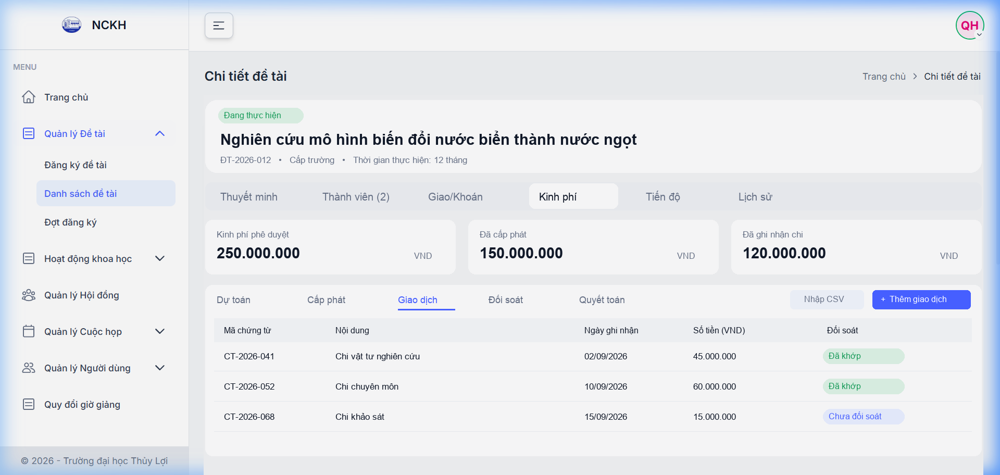 NCKH
QH
MENU
Trang chủ
Quản lý Đề tài
Đăng ký đề tài
Danh sách đề tài
Đợt đăng ký
Hoạt động khoa học
Quản lý Hội đồng
Quản lý Cuộc họp
Quản lý Người dùng
Quy đổi giờ giảng
© 2026 - Trường đại học Thủy Lợi
Chi tiết đề tài
Trang chủ > Chi tiết đề tài
Đang thực hiện
Nghiên cứu mô hình biến đổi nước biển thành nước ngọt
ĐT-2026-012 • Cấp trường • Thời gian thực hiện: 12 tháng
Thuyết minh Thành viên (2) Giao/Khoán Kinh phí Tiến độ Lịch sử
Kinh phí phê duyệt
250.000.000 VND
Đã cấp phát
150.000.000 VND
Đã ghi nhận chi
120.000.000 VND
Dự toán Cấp phát Giao dịch Đối soát Quyết toán Nhập CSV + Thêm giao dịch
Mã chứng từ Nội dung Ngày ghi nhận Số tiền (VND) Đối soát
CT-2026-041 Chi vật tư nghiên cứu 02/09/2026 45.000.000 Đã khớp
CT-2026-052 Chi chuyên môn 10/09/2026 60.000.000 Đã khớp
CT-2026-068 Chi khảo sát 15/09/2026 15.000.000 Chưa đối soát